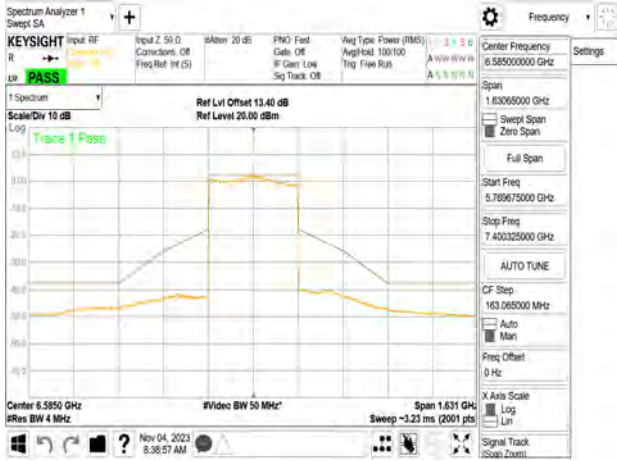 Spectrum Analyzer 1
Swept SA
+
Frequency
KEYSIGHT
Input: RF
Input Z: 50 Ω
#Atten: 20 dB
PNO: Fast
Avg Type: Power (RMS)
R
Corrections: Off
Gate: Off
Avg|Hold: 100/100
Freq Ref: Int (S)
IF Gain: Low
Trig: Free Run
Sig Track: Off
PASS
1 Spectrum
Ref Lvl Offset 13.40 dB
Scale/Div 10 dB
Ref Level 20.00 dBm
Log
Trace 1 Pass
Center 6.5850 GHz
#Video BW 50 MHz*
Span 1.631 GHz
#Res BW 4 MHz
Sweep ~3.23 ms (2001 pts)
Nov 04, 2023
8:38:57 AM
Center Frequency
6.585000000 GHz
Settings
Span
1.63065000 GHz
Swept Span
Zero Span
Full Span
Start Freq
5.769675000 GHz
Stop Freq
7.400325000 GHz
AUTO TUNE
CF Step
163.065000 MHz
Auto
Man
Freq Offset
0 Hz
X Axis Scale
Log
Lin
Signal Track
(Span Zoom)